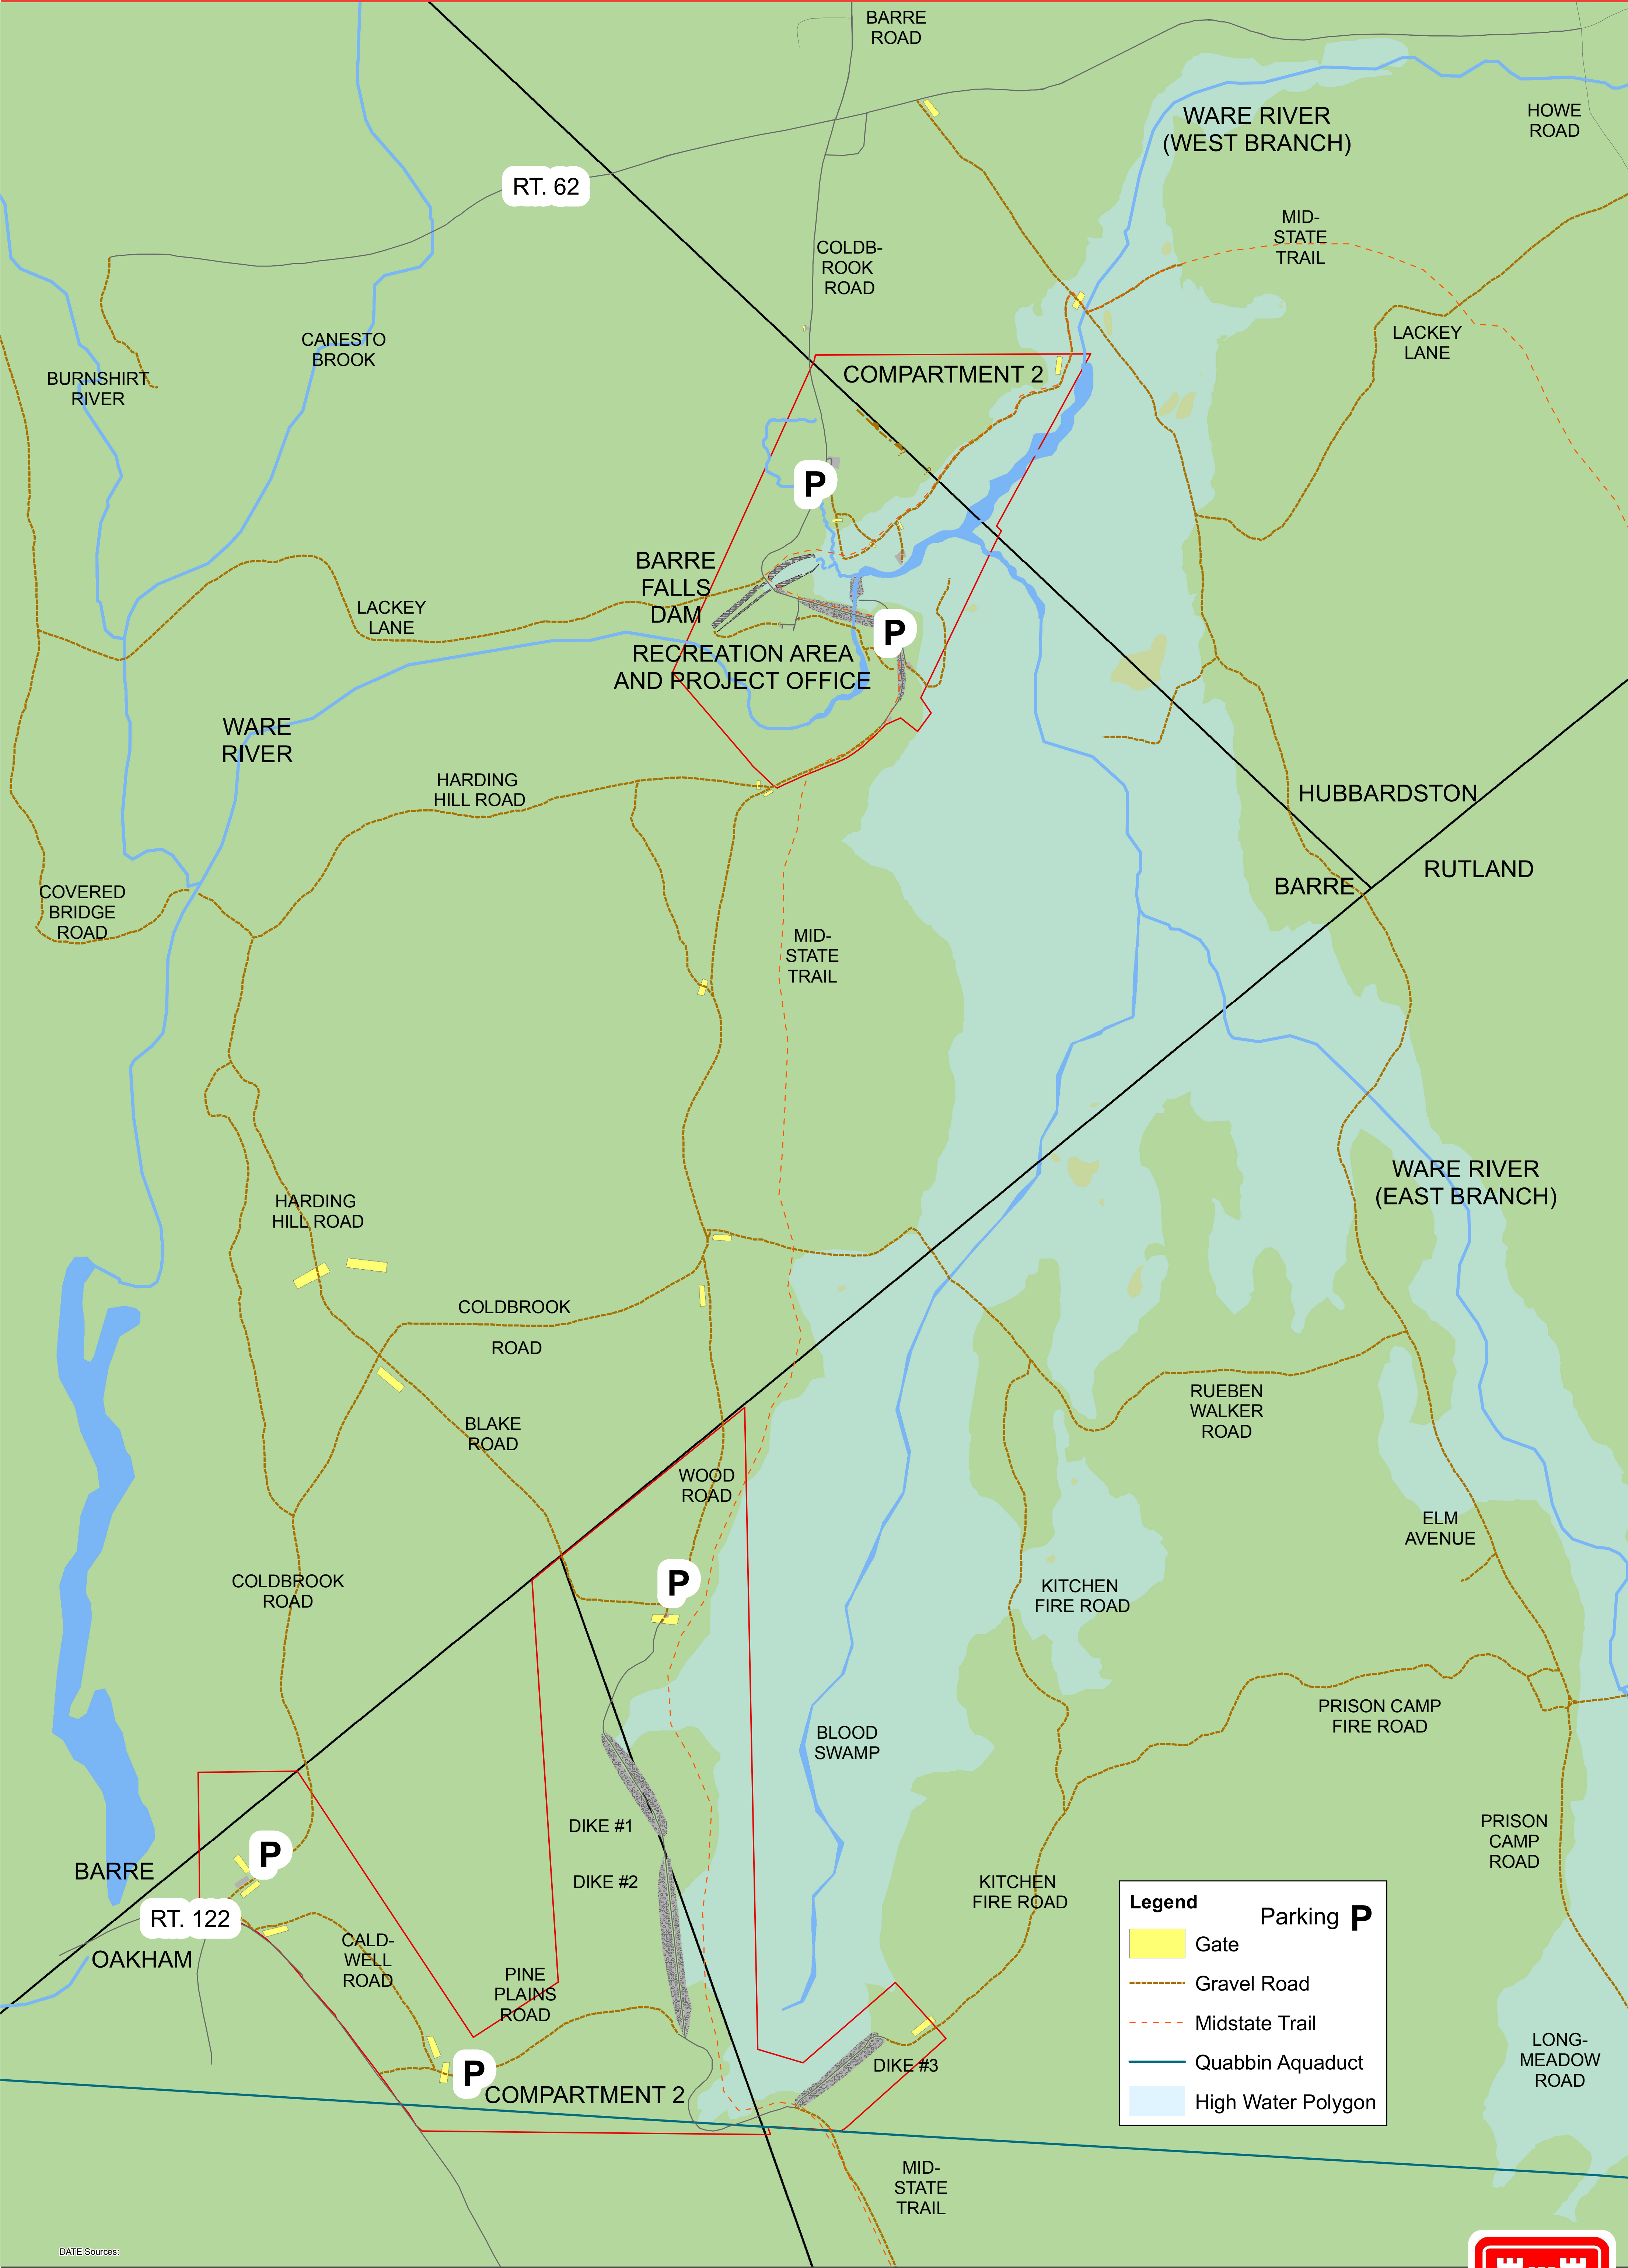 BARRE
ROAD
WARE RIVER
(WEST BRANCH)
HOWE
ROAD
RT. 62
MID-
STATE
TRAIL
COLDB-
ROOK
ROAD
CANESTO
BROOK
LACKEY
LANE
BURNSHIRT
RIVER
COMPARTMENT 2
P
BARRE
FALLS
DAM
LACKEY
LANE
P
RECREATION AREA
AND PROJECT OFFICE
WARE
RIVER
HARDING
HILL ROAD
HUBBARDSTON
RUTLAND
BARRE
COVERED
BRIDGE
ROAD
MID-
STATE
TRAIL
WARE RIVER
(EAST BRANCH)
HARDING
HILL ROAD
COLDBROOK
ROAD
RUEBEN
WALKER
ROAD
BLAKE
ROAD
WOOD
ROAD
ELM
AVENUE
P
COLDBROOK
ROAD
KITCHEN
FIRE ROAD
PRISON CAMP
FIRE ROAD
BLOOD
SWAMP
DIKE #1
PRISON
CAMP
ROAD
P
BARRE
DIKE #2
KITCHEN
FIRE ROAD
RT. 122
OAKHAM
CALD-
WELL
ROAD
PINE
PLAINS
ROAD
P
COMPARTMENT 2
DIKE #3
LONG-
MEADOW
ROAD
Legend
Parking P
Gate
Gravel Road
Midstate Trail
Quabbin Aquaduct
High Water Polygon
MID-
STATE
TRAIL
DATE Sources: